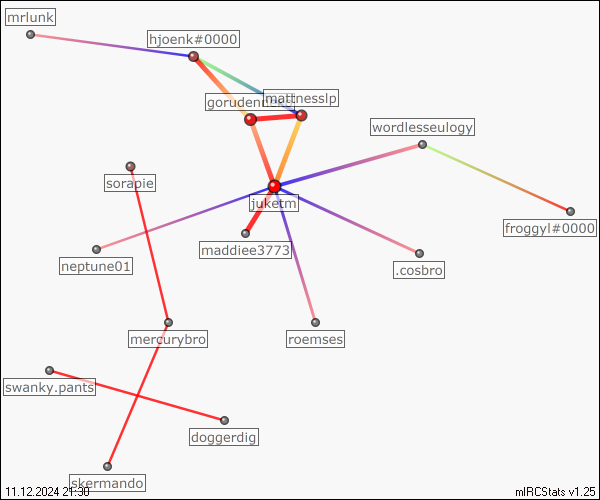 mrlunk
hjoenk#0000
mattnesslp
wordlesseulogy
sorapie
juketm
froggyl#0000
maddiee3773
neptune01
.cosbro
mercurybro
roemses
swanky.pants
doggerdig
skermando
11.12.2024 21:30
mIRCStats v1.25